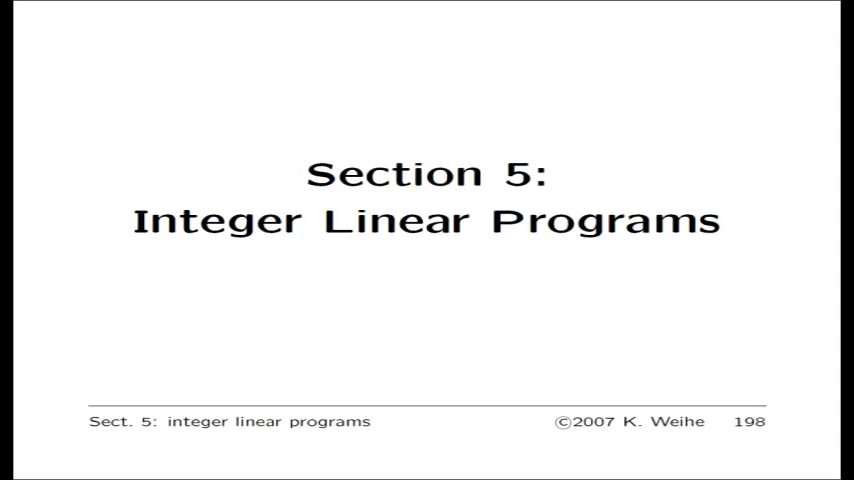 Section 5:
Integer Linear Programs
Sect. 5: integer linear programs ©2007 K. Weihe 198